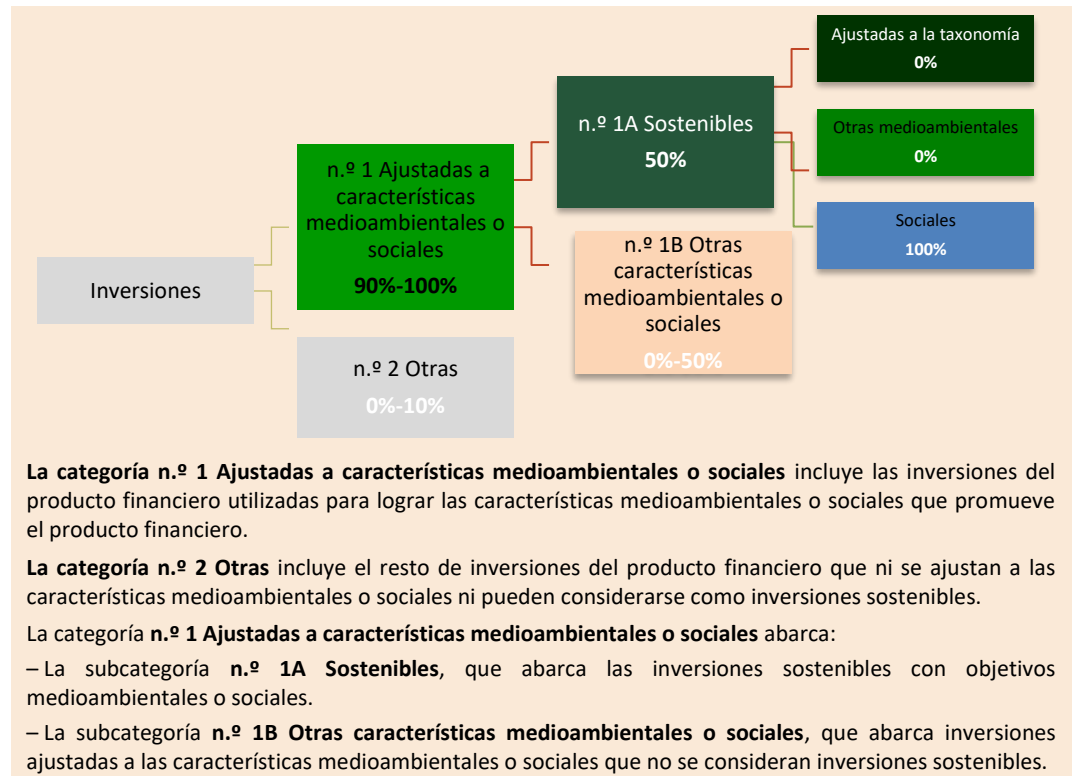 Inversiones
n.º 1 Ajustadas a
características
medioambientales o
sociales
90%-100%
n.º 2 Otras
0%-10%
n.º 1A Sostenibles
50%
n.º 1B Otras
características
medioambientales o
sociales
0%-50%
Ajustadas a la taxonomía
0%
Otras medioambientales
0%
Sociales
100%
La categoría n.º 1 Ajustadas a características medioambientales o sociales incluye las inversiones del
producto financiero utilizadas para lograr las características medioambientales o sociales que promueve
el producto financiero.
La categoría n.º 2 Otras incluye el resto de inversiones del producto financiero que ni se ajustan a las
características medioambientales o sociales ni pueden considerarse como inversiones sostenibles.
La categoría n.º 1 Ajustadas a características medioambientales o sociales abarca:
– La subcategoría n.º 1A Sostenibles, que abarca las inversiones sostenibles con objetivos
medioambientales o sociales.
– La subcategoría n.º 1B Otras características medioambientales o sociales, que abarca inversiones
ajustadas a las características medioambientales o sociales que no se consideran inversiones sostenibles.